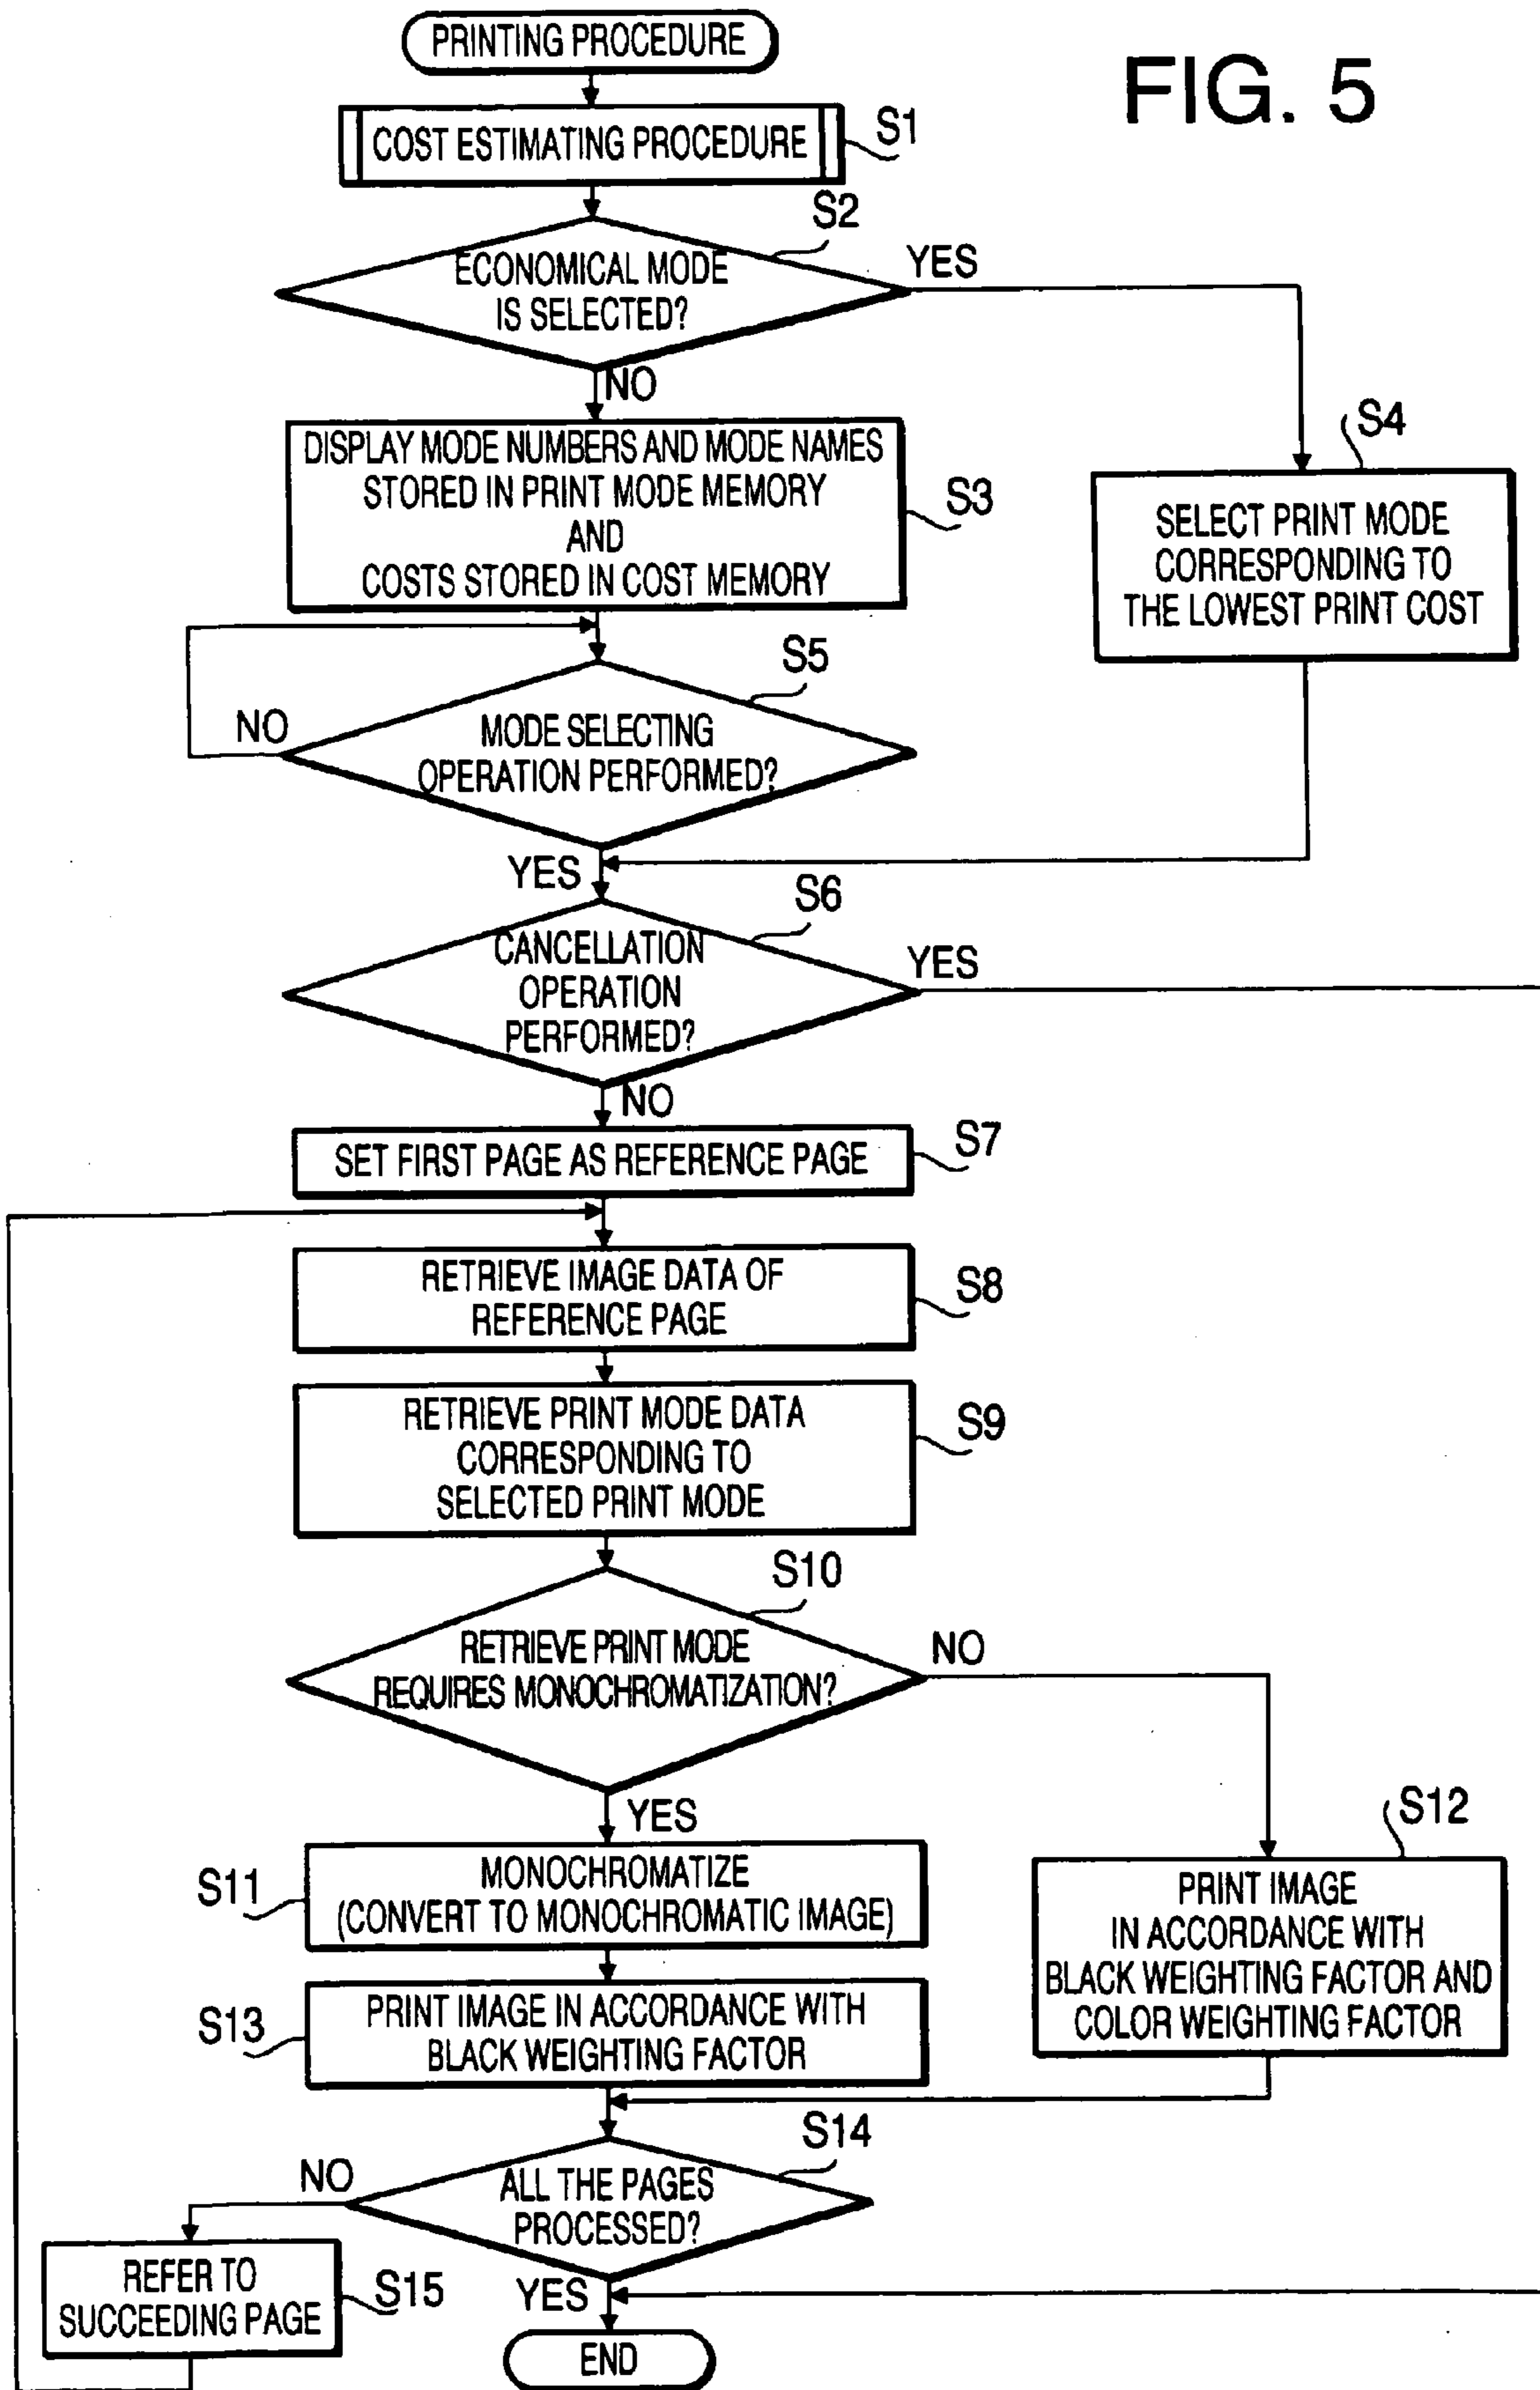 PRINTING PROCEDURE
FIG. 5
COST ESTIMATING PROCEDURE
S1
S2
ECONOMICAL MODE
IS SELECTED?
YES
NO
DISPLAY MODE NUMBERS AND MODE NAMES
STORED IN PRINT MODE MEMORY
AND
COSTS STORED IN COST MEMORY
S3
S4
SELECT PRINT MODE
CORRESPONDING TO
THE LOWEST PRINT COST
S5
NO
MODE SELECTING
OPERATION PERFORMED?
YES
S6
CANCELLATION
OPERATION
PERFORMED?
YES
NO
SET FIRST PAGE AS REFERENCE PAGE
S7
RETRIEVE IMAGE DATA OF
REFERENCE PAGE
S8
RETRIEVE PRINT MODE DATA
CORRESPONDING TO
SELECTED PRINT MODE
S9
S10
RETRIEVE PRINT MODE
REQUIRES MONOCHROMATIZATION?
NO
YES
S11
MONOCHROMATIZE
(CONVERT TO MONOCHROMATIC IMAGE)
S12
PRINT IMAGE
IN ACCORDANCE WITH
BLACK WEIGHTING FACTOR AND
COLOR WEIGHTING FACTOR
S13
PRINT IMAGE IN ACCORDANCE WITH
BLACK WEIGHTING FACTOR
S14
NO
ALL THE PAGES
PROCESSED?
YES
REFER TO
SUCCEEDING PAGE
S15
END